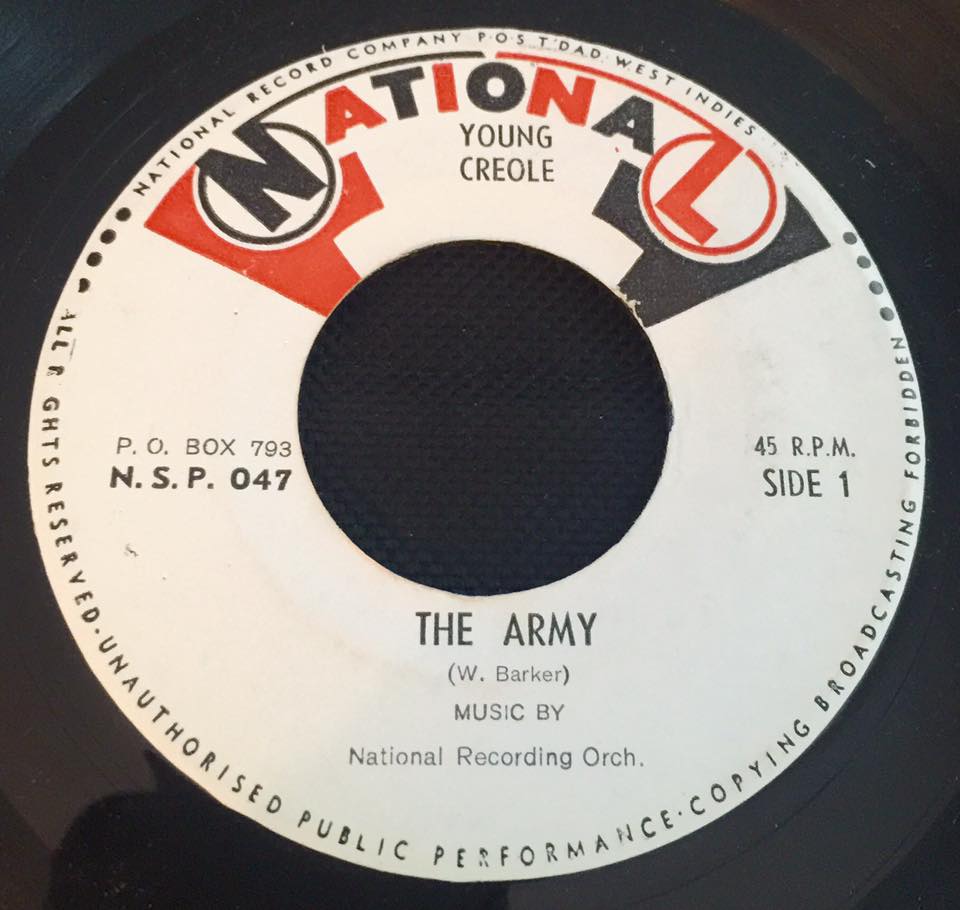 NATIONAL RECORD COMPANY P·O·S T'DAD. WEST INDIES
NATIONAL
YOUNG
CREOLE
P. O. BOX 793
N. S. P. 047
45 R.P.M.
SIDE 1
THE ARMY
(W. Barker)
MUSIC BY
National Recording Orch.
ALL R GHTS RESERVED·UNAUTHORISED PUBLIC PERFORMANCE·COPYING BROADCASTING FORBIDDEN